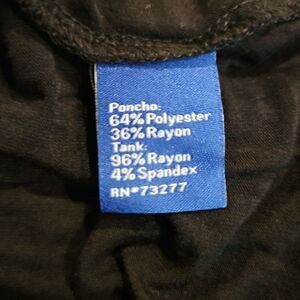 Poncho:
64% Polyester
36% Rayon
Tank:
96% Rayon
4% Spandex
RN#73277